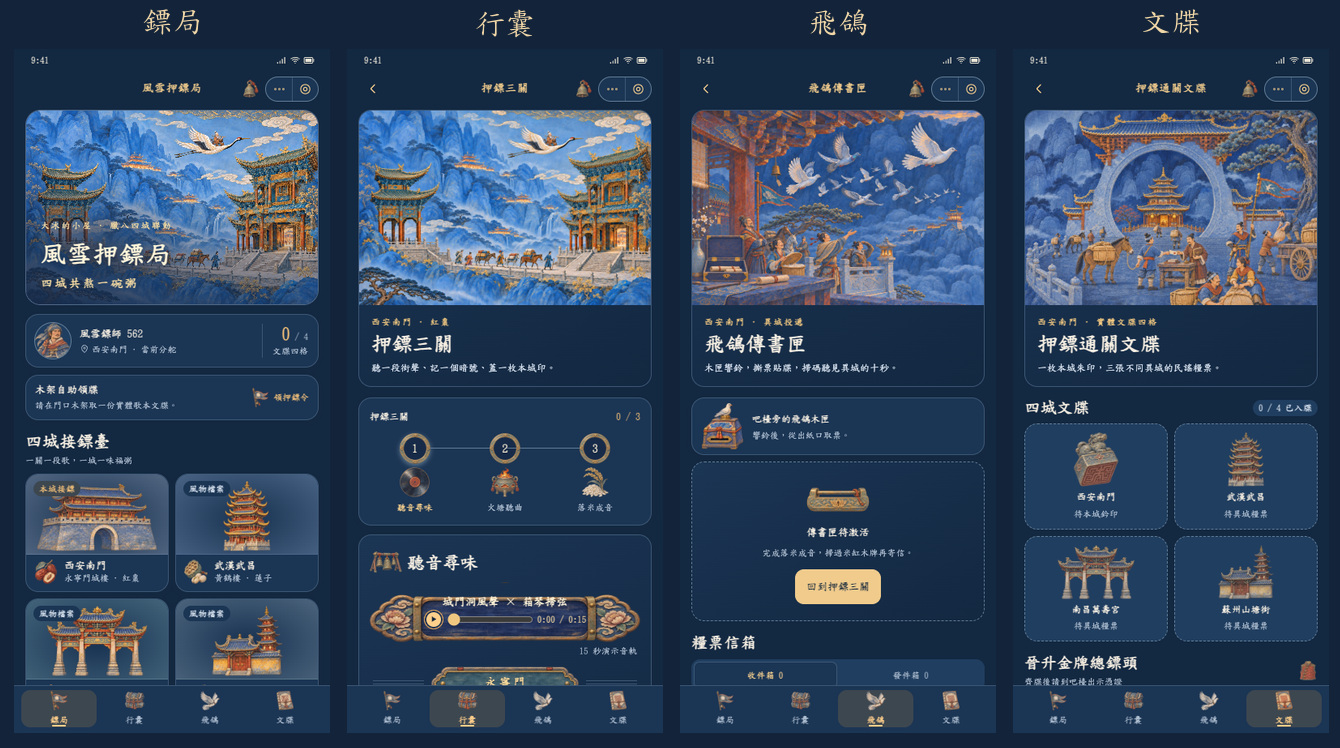 鏢局
行囊
飛鴿
文牒
9:41
風雪押鏢局
大米的小屋 · 臘八四城聯動
風雪押鏢局
四城共熬一碗粥
風雪鏢師 562
西安南門 · 當前分舵
0 / 4
文牒四格
木架自助領牒
請在門口木架取一份實體歌本文牒。
領押鏢令
四城接鏢臺
一關一段歌,一城一味福粥
本城接鏢
西安南門
永寧門城樓 · 紅棗
風物檔案
武漢武昌
黃鶴樓 · 蓮子
風物檔案
風物檔案
鏢局
行囊
飛鴿
文牒
9:41
押鏢三關
西安南門 · 紅棗
押鏢三關
聽一段街聲、記一個暗號、蓋一枚本城印。
押鏢三關
0 / 3
1
2
3
聽音尋味
火塘聽曲
落米成音
聽音尋味
城門洞風聲 × 箱琴掃弦
0:00 / 0:15
15 秒演示音軌
永寧門
鏢局
行囊
飛鴿
文牒
9:41
飛鴿傳書匣
西安南門 · 異城投遞
飛鴿傳書匣
木匣響鈴,撕票貼牒,掃碼聽見異城的十秒。
吧檯旁的飛鴿木匣
響鈴後,從出紙口取票。
傳書匣待激活
完成落米成音,掃過米缸木牌再寄信。
回到押鏢三關
糧票信箱
收件箱 0
發件箱 0
鏢局
行囊
飛鴿
文牒
9:41
押鏢通關文牒
西安南門 · 實體文牒四格
押鏢通關文牒
一枚本城朱印,三張不同異城的民謠糧票。
四城文牒
0 / 4 已入牒
西安南門
待本城鈐印
武漢武昌
待異城糧票
南昌萬壽宮
待異城糧票
蘇州山塘街
待異城糧票
晉升金牌總鏢頭
齊牒後請到吧檯出示憑證
鏢局
行囊
飛鴿
文牒